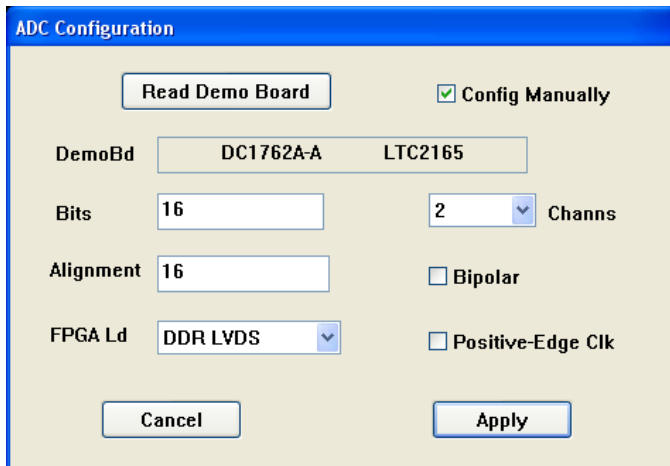 ADC Configuration
Read Demo Board Config Manually
DemoBd DC1762A-A LTC2165
Bits 16 2 Channs
Alignment 16 Bipolar
FPGA Ld DDR LVDS Positive-Edge Clk
Cancel Apply